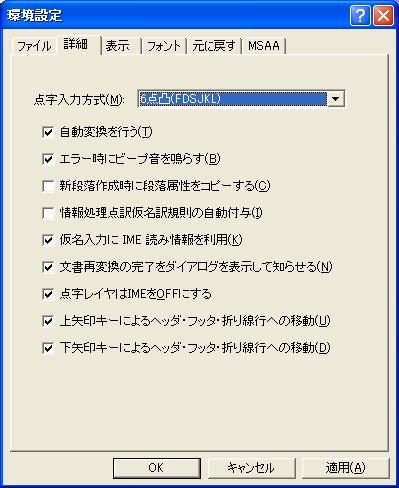 環境設定
ファイル 詳細 表示 フォント 元に戻す MSAA
点字入力方式(M): 6点凸(FDSJKL)
自動変換を行う(T)
エラー時にビープ音を鳴らす(B)
新段落作成時に段落属性をコピーする(C)
情報処理点訳仮名訳規則の自動付与(I)
仮名入力に IME 読み情報を利用(K)
文書再変換の完了をダイアログを表示して知らせる(N)
点字レイヤはIMEをOFFにする
上矢印キーによるヘッダ・フッタ・折り線行への移動(U)
下矢印キーによるヘッダ・フッタ・折り線行への移動(D)
OK キャンセル 適用(A)